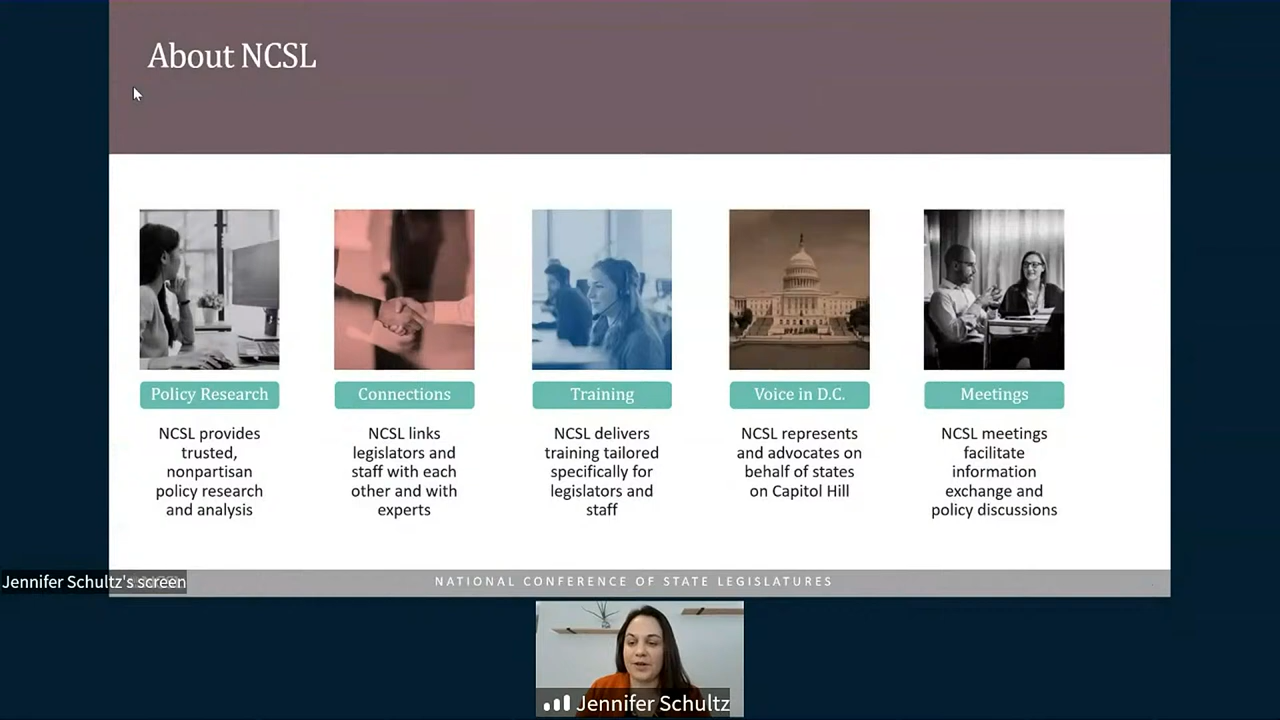 About NCSL
Policy Research
NCSL provides
trusted,
nonpartisan
policy research
and analysis
Connections
NCSL links
legislators and
staff with each
other and with
experts
Training
NCSL delivers
training tailored
specifically for
legislators and
staff
Voice in D.C.
NCSL represents
and advocates on
behalf of states
on Capitol Hill
Meetings
NCSL meetings
facilitate
information
exchange and
policy discussions
Jennifer Schultz's screen
NATIONAL CONFERENCE OF STATE LEGISLATURES
Jennifer Schultz